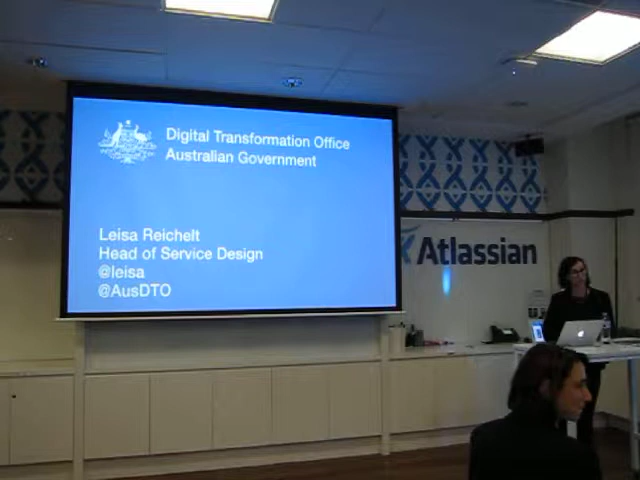 Digital Transformation Office
Australian Government
Leisa Reichelt
Head of Service Design
@leisa
@AusDTO
Atlassian